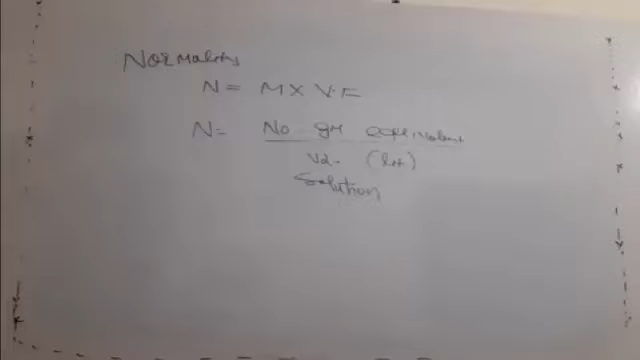 Normality
N = M X V.F
N = No gm equivalent
Vol. (lit)
Solution